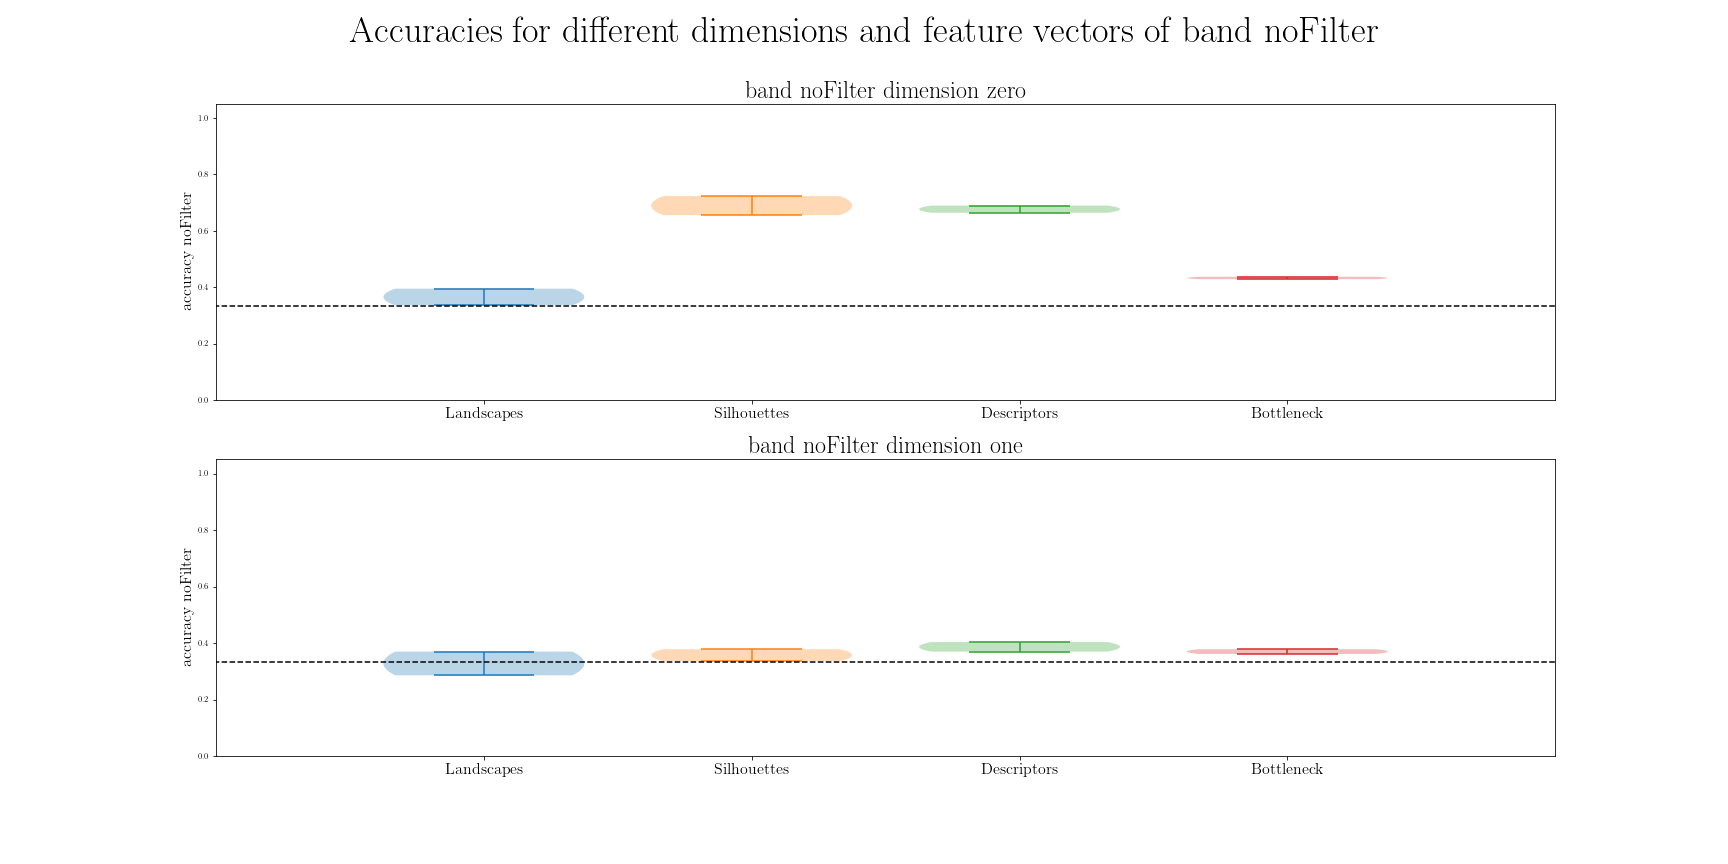 Accuracies for different dimensions and feature vectors of band noFilter
band noFilter dimension zero
accuracy noFilter
1.0
0.8
0.6
0.4
0.2
0.0
Landscapes Silhouettes Descriptors Bottleneck
band noFilter dimension one
accuracy noFilter
1.0
0.8
0.6
0.4
0.2
0.0
Landscapes Silhouettes Descriptors Bottleneck